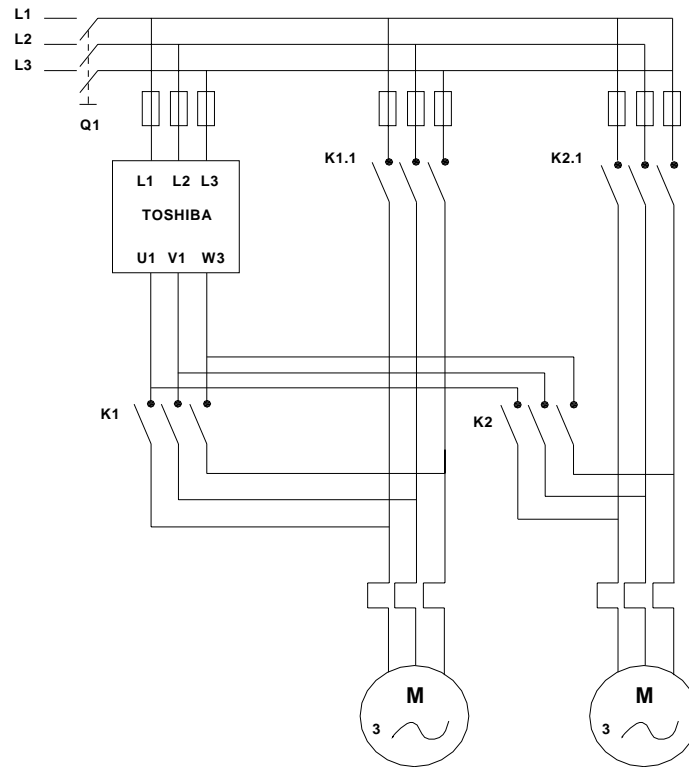 L1
L2
L3
Q1
K1.1
K2.1
L1 L2 L3
TOSHIBA
U1 V1 W3
K1
K2
M
3
M
3